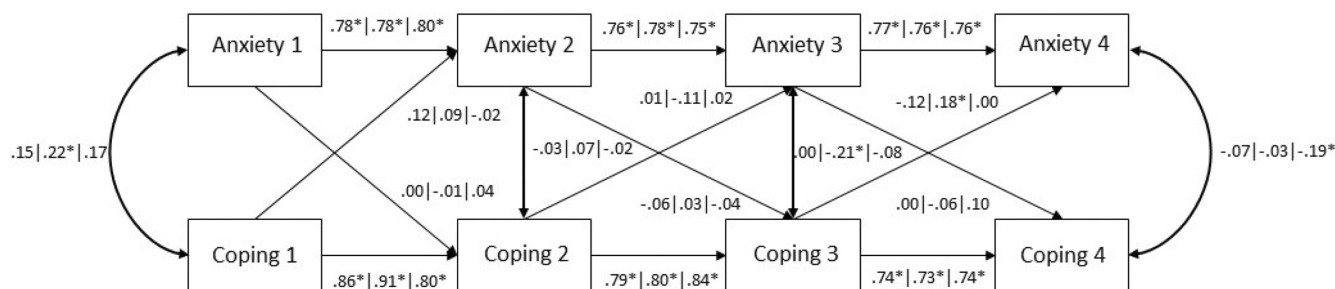 .78*|.78*|.80*
.76*|.78*|.75*
.77*|.76*|.76*
Anxiety 1
Anxiety 2
Anxiety 3
Anxiety 4
.12|.09|-.02
.01|-.11|.02
-.12|.18*|.00
.15|.22*|.17
-.03|.07|-.02
.00|-.21*|-.08
-.07|-.03|-.19*
.00|-.01|.04
-.06|.03|-.04
.00|-.06|.10
Coping 1
Coping 2
Coping 3
Coping 4
.86*|.91*|.80*
.79*|.80*|.84*
.74*|.73*|.74*